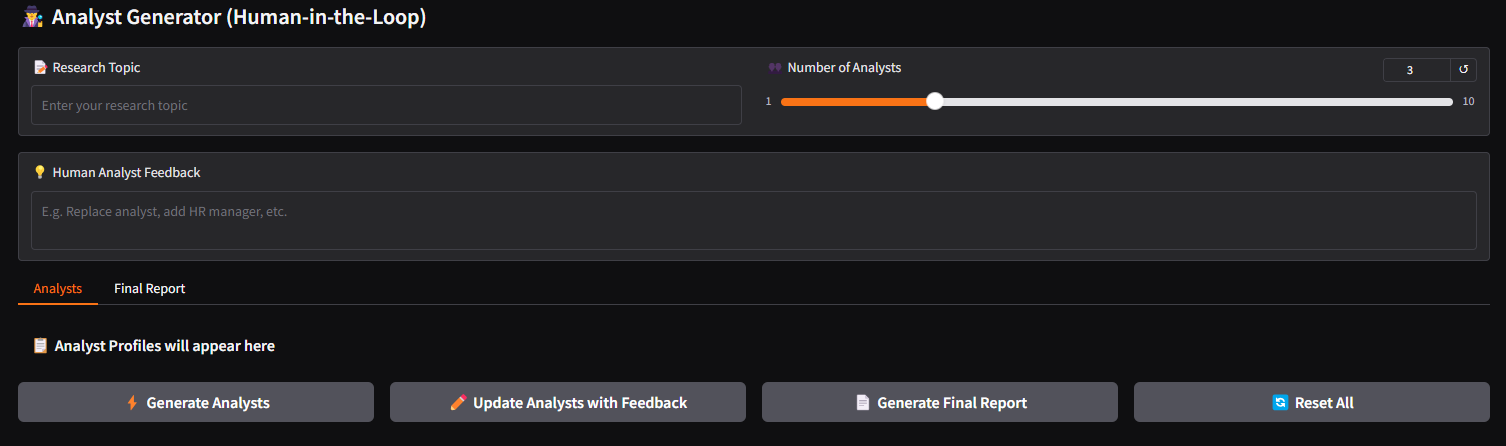 Analyst Generator (Human-in-the-Loop)
Research Topic
Enter your research topic
Number of Analysts
3
1
10
Human Analyst Feedback
E.g. Replace analyst, add HR manager, etc.
Analysts
Final Report
Analyst Profiles will appear here
Generate Analysts
Update Analysts with Feedback
Generate Final Report
Reset All